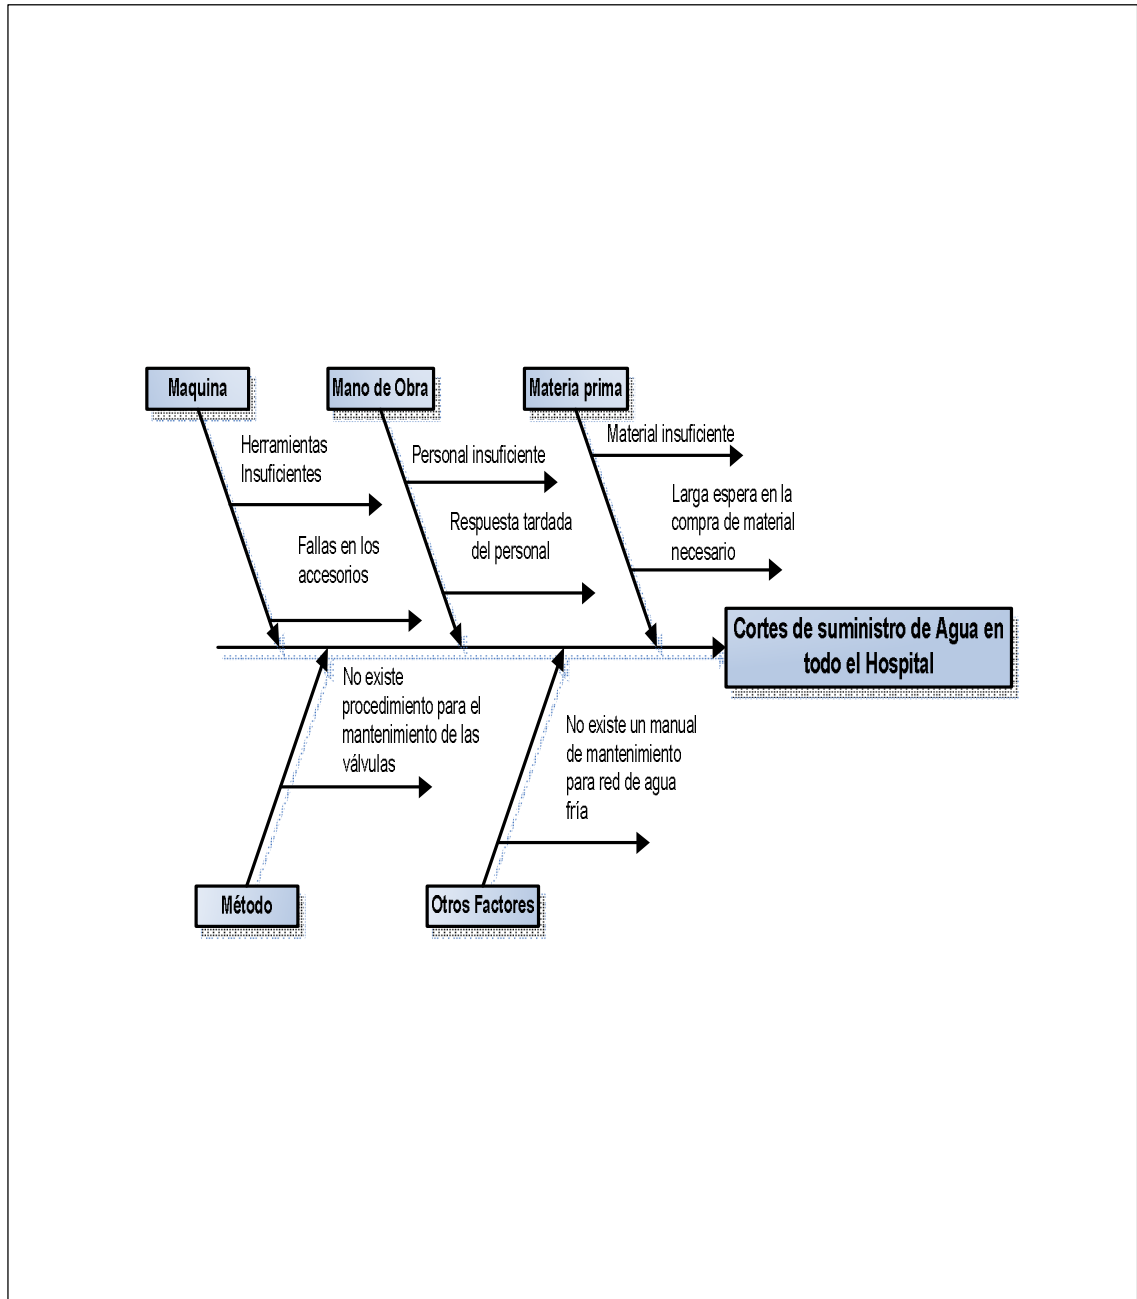 Maquina
Mano de Obra
Materia prima
Herramientas
Insuficientes
Fallas en los
accesorios
Personal insuficiente
Respuesta tardada
del personal
Material insuficiente
Larga espera en la
compra de material
necesario
Cortes de suministro de Agua en
todo el Hospital
No existe
procedimiento para el
mantenimiento de las
válvulas
No existe un manual
de mantenimiento
para red de agua
fría
Método
Otros Factores